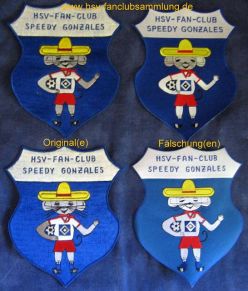 www.hsv-fanclubsammlung.de
HSV-FAN-CLUB
SPEEDY GONZALES
HSV-FAN-CLUB
SPEEDY GONZALES
Original(e)
Fälschung(en)
HSV-FAN-CLUB
SPEEDY GONZALES
HSV-FAN-CLUB
SPEEDY GONZALES